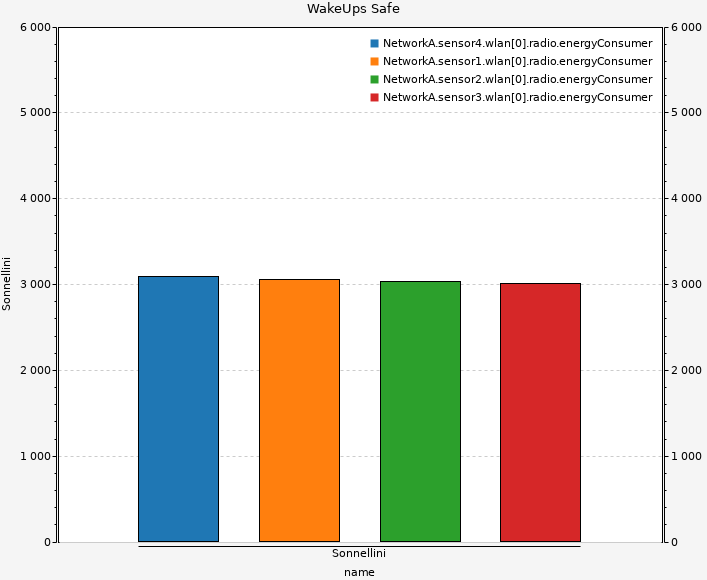 WakeUps Safe
6 000 6 000
NetworkA.sensor4.wlan[0].radio.energyConsumer
NetworkA.sensor1.wlan[0].radio.energyConsumer
NetworkA.sensor2.wlan[0].radio.energyConsumer
NetworkA.sensor3.wlan[0].radio.energyConsumer
5 000 5 000
4 000 4 000
Sonnellini
3 000 3 000
2 000 2 000
1 000 1 000
0 0
Sonnellini
name